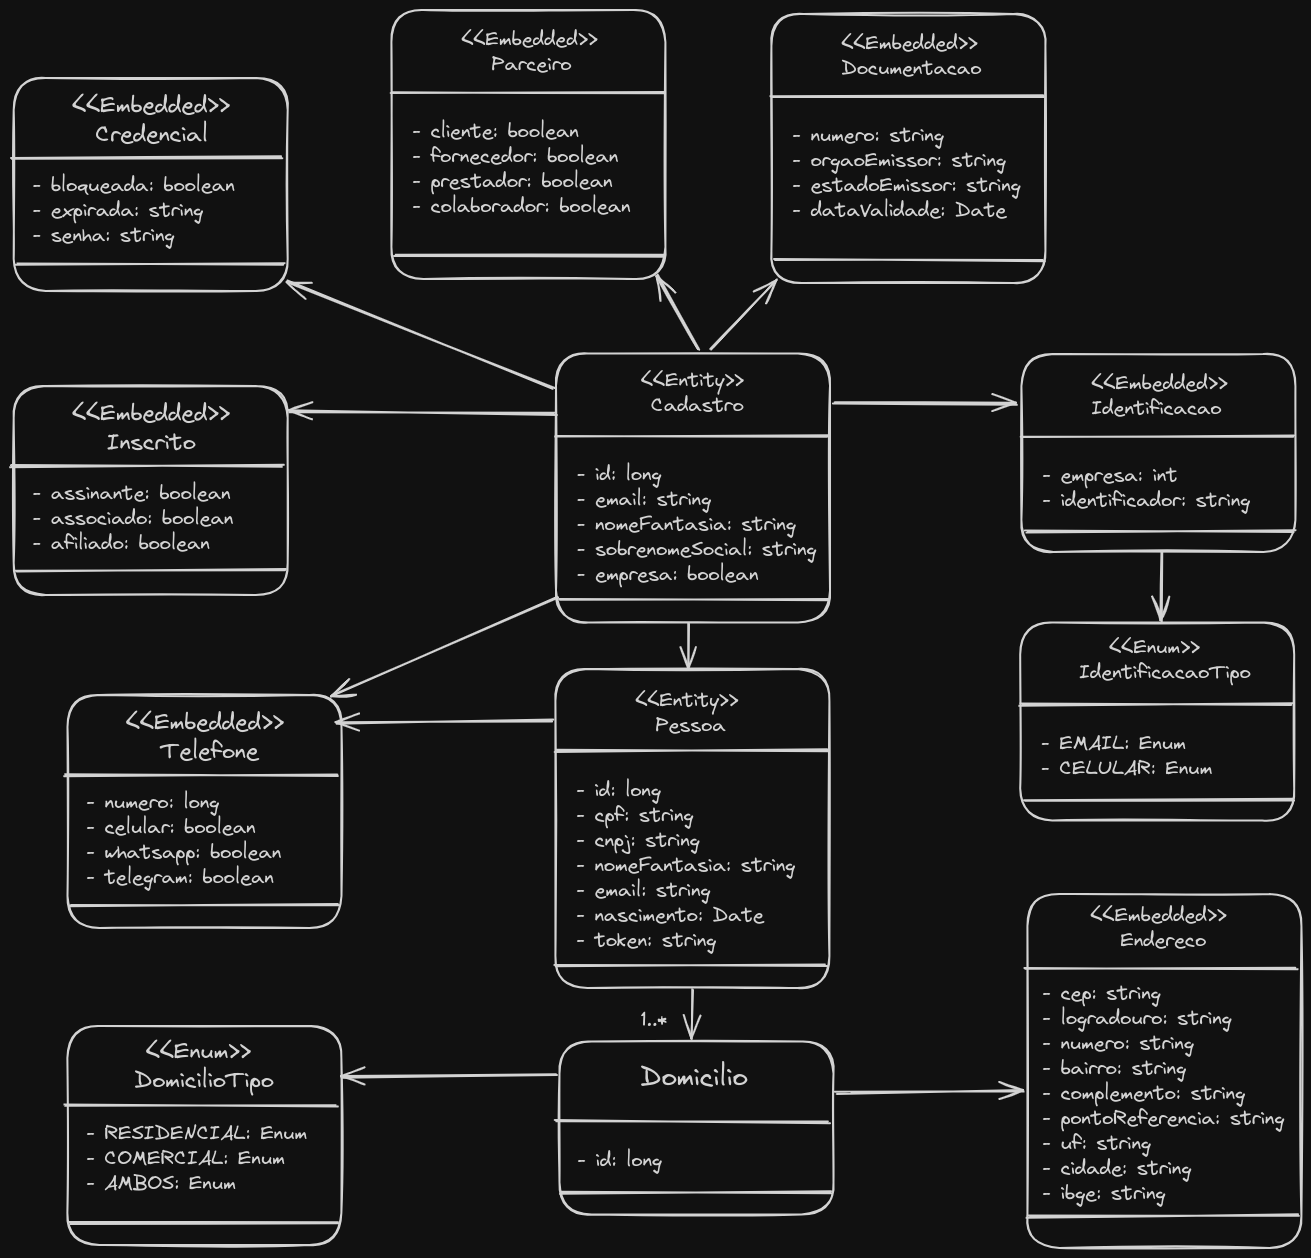 <<Embedded>>
Parceiro
- cliente: boolean
- fornecedor: boolean
- prestador: boolean
- colaborador: boolean
<<Embedded>>
Documentacao
- numero: string
- orgaoEmissor: string
- estadoEmissor: string
- dataValidade: Date
<<Embedded>>
Credencial
- bloqueada: boolean
- expirada: string
- senha: string
<<Entity>>
Cadastro
- id: long
- email: string
- nomeFantasia: string
- sobrenomeSocial: string
- empresa: boolean
<<Embedded>>
Identificacao
- empresa: int
- identificador: string
<<Embedded>>
Inscrito
- assinante: boolean
- associado: boolean
- afiliado: boolean
<<Enum>>
IdentificacaoTipo
- EMAIL: Enum
- CELULAR: Enum
<<Entity>>
Pessoa
- id: long
- cpf: string
- cnpj: string
- nomeFantasia: string
- email: string
- nascimento: Date
- token: string
<<Embedded>>
Telefone
- numero: long
- celular: boolean
- whatsapp: boolean
- telegram: boolean
<<Embedded>>
Endereco
- cep: string
- logradouro: string
- numero: string
- bairro: string
- complemento: string
- pontoReferencia: string
- uf: string
- cidade: string
- ibge: string
1..*
<<Enum>>
DomicilioTipo
- RESIDENCIAL: Enum
- COMERCIAL: Enum
- AMBOS: Enum
Domicilio
- id: long